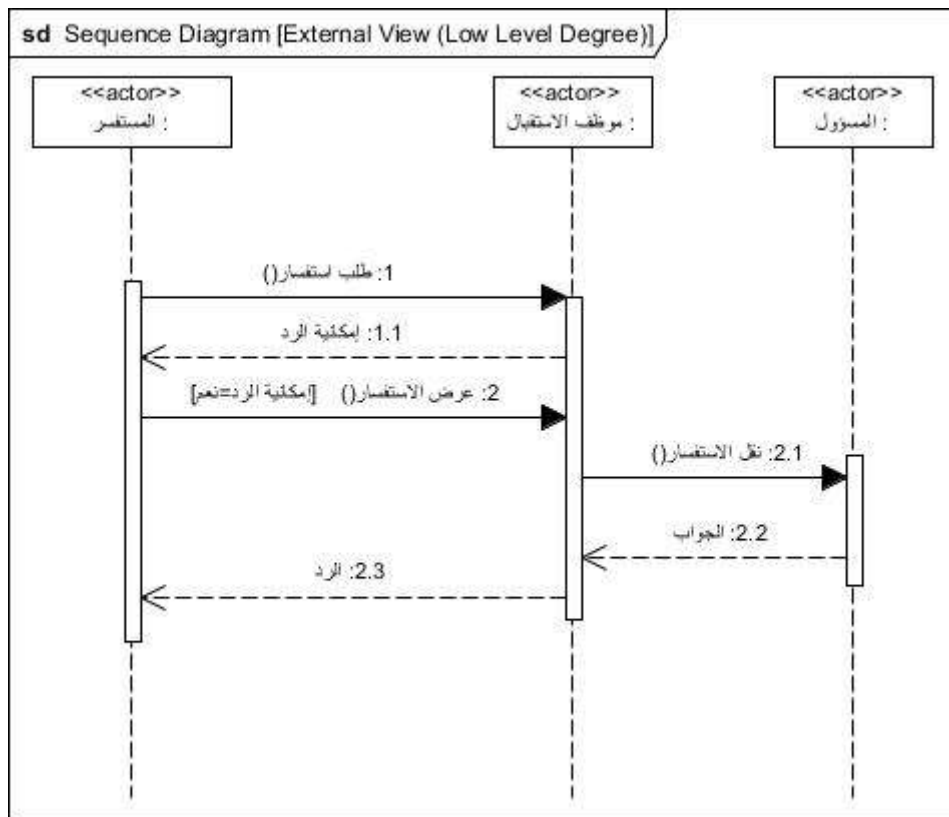 sd Sequence Diagram [External View (Low Level Degree)]
<<actor>>
: المستفسر
<<actor>>
: موظف الاستقبال
<<actor>>
: المسؤول
1: طلب استفسار()
1.1: إمكانية الرد
2: عرض الاستفسار() [إمكانية الرد=نعم]
2.1: نقل الاستفسار()
2.2: الجواب
2.3: الرد